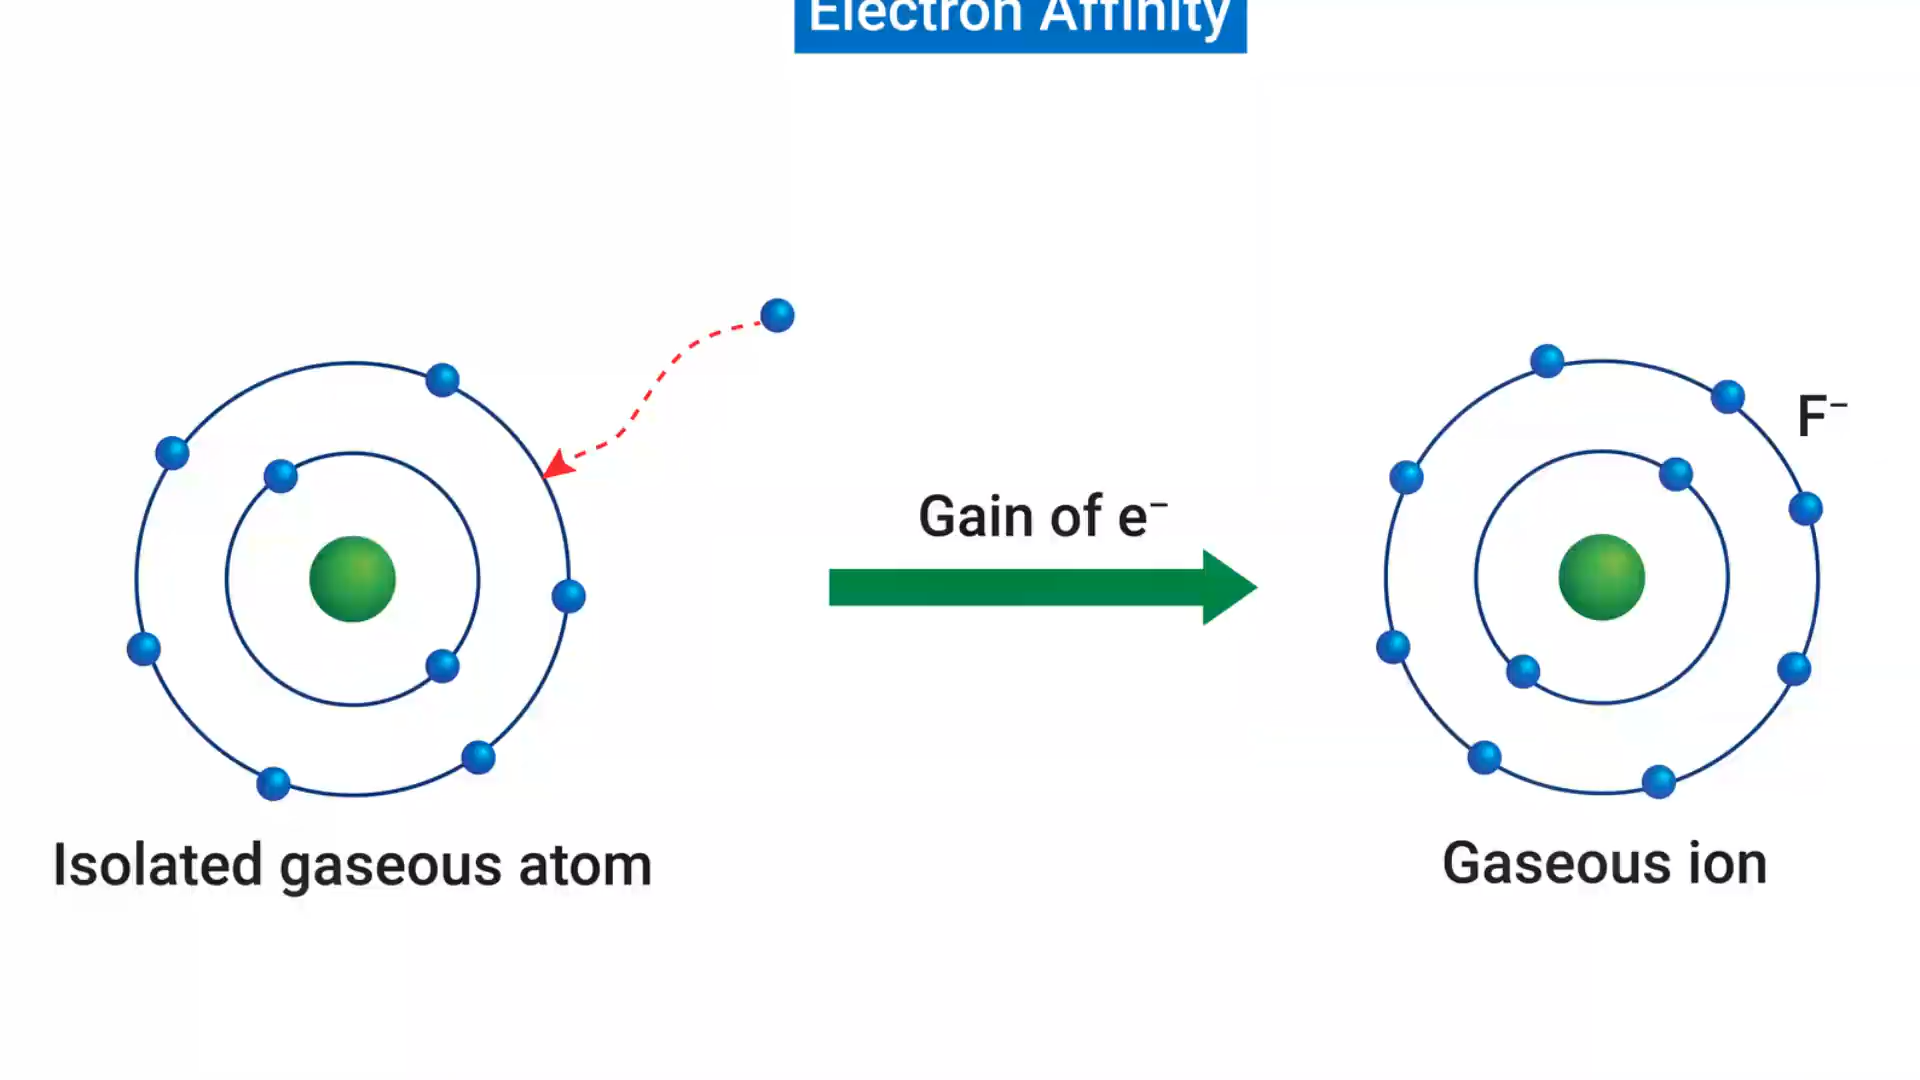 Electron Affinity
F⁻
Gain of e⁻
Isolated gaseous atom
Gaseous ion